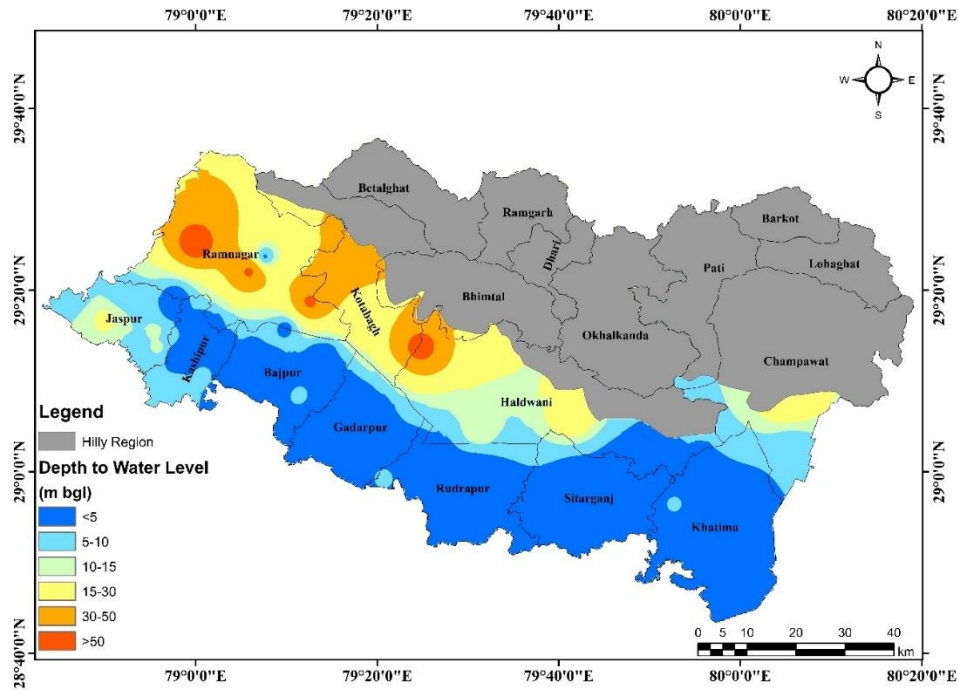 79°0'0"E 79°20'0"E 79°40'0"E 80°0'0"E 80°20'0"E
29°40'0"N
29°20'0"N
29°0'0"N
28°40'0"N
N
W E
S
Betalghat
Ramgarh
Barkot
Dhari
Ramnagar
Pati
Lohaghat
Bhimtal
Kotabagh
Jaspur
Okhalkanda
Champawat
Kashipur
Bajpur
Haldwani
Gadarpur
Rudrapur
Sitarganj
Khatima
Legend
Hilly Region
Depth to Water Level
(m bgl)
<5
5-10
10-15
15-30
30-50
>50
0 5 10 20 30 40
km
29°40'0"N
29°20'0"N
29°0'0"N
28°40'0"N
79°0'0"E 79°20'0"E 79°40'0"E 80°0'0"E 80°20'0"E